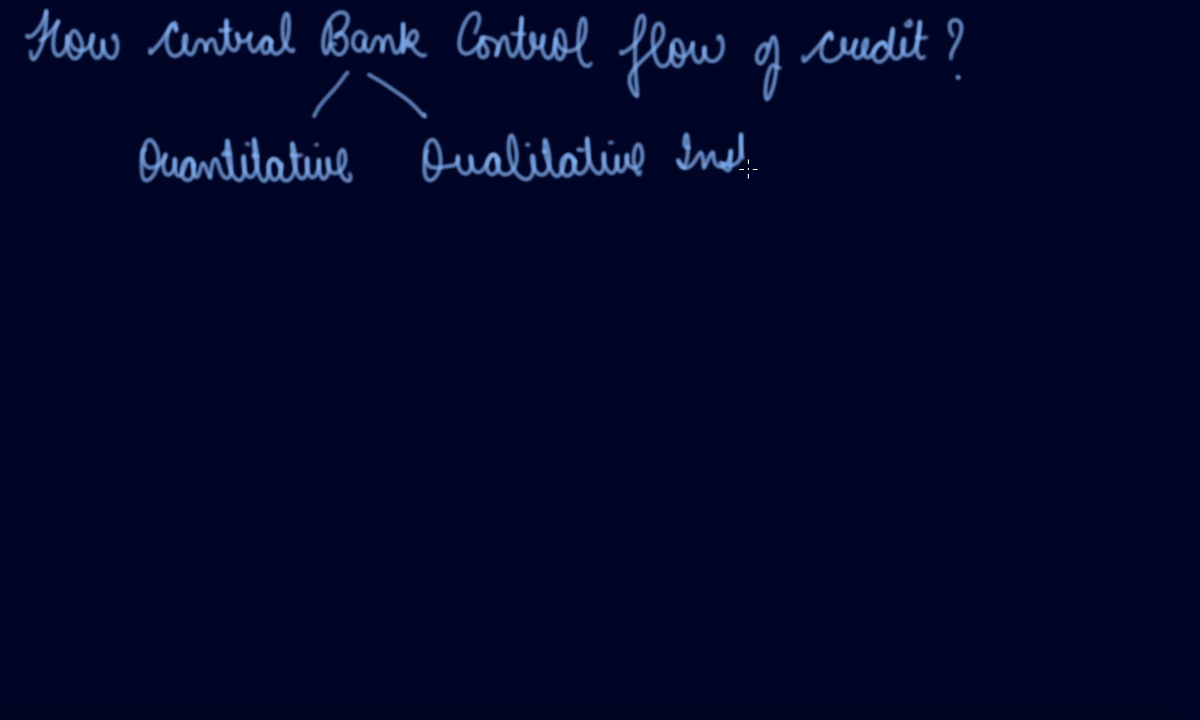 How Central Bank Control flow of credit ?
Quantitative Qualitative Inst